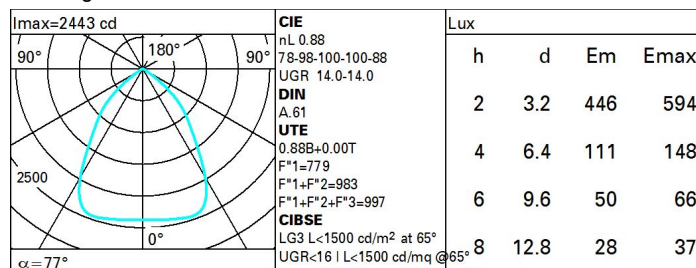 Imax=2443 cd
90°
180°
90°
2500
0°
α=77°
CIE
nL 0.88
78-98-100-100-88
UGR 14.0-14.0
DIN
A.61
UTE
0.88B+0.00T
F"1=779
F"1+F"2=983
F"1+F"2+F"3=997
CIBSE
LG3 L<1500 cd/m² at 65°
UGR<16 | L<1500 cd/mq @65°
Lux
h d Em Emax
2 3.2 446 594
4 6.4 111 148
6 9.6 50 66
8 12.8 28 37